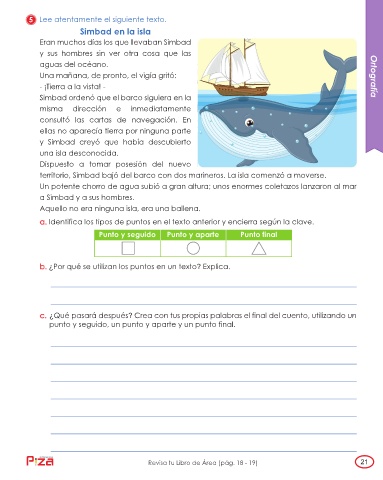 5 Lee atentamente el siguiente texto.
Simbad en la isla
Eran muchos días los que llevaban Simbad
y sus hombres sin ver otra cosa que las
aguas del océano.
Una mañana, de pronto, el vigía gritó:
- ¡Tierra a la vista! -
Simbad ordenó que el barco siguiera en la
misma dirección e inmediatamente
consultó las cartas de navegación. En
ellas no aparecía tierra por ninguna parte
y Simbad creyó que había descubierto
una isla desconocida.
Dispuesto a tomar posesión del nuevo
territorio, Simbad bajó del barco con dos marineros. La isla comenzó a moverse.
Un potente chorro de agua subió a gran altura; unos enormes coletazos lanzaron al mar
a Simbad y a sus hombres.
Aquello no era ninguna isla, era una ballena.
a. Identifica los tipos de puntos en el texto anterior y encierra según la clave.
Punto y seguido Punto y aparte Punto final
b. ¿Por qué se utilizan los puntos en un texto? Explica.
c. ¿Qué pasará después? Crea con tus propias palabras el final del cuento, utilizando un
punto y seguido, un punto y aparte y un punto final.
Ortografía
Piza
Revisa tu Libro de Área (pág. 18 - 19)
21